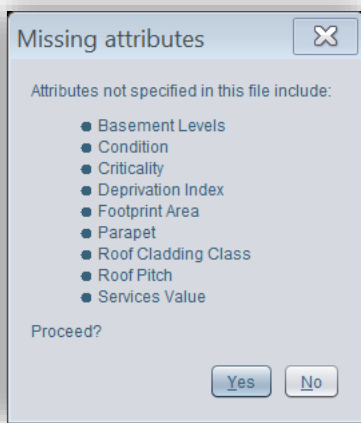 Missing attributes
Attributes not specified in this file include:
Basement Levels
Condition
Criticality
Deprivation Index
Footprint Area
Parapet
Roof Cladding Class
Roof Pitch
Services Value
Proceed?
Yes No